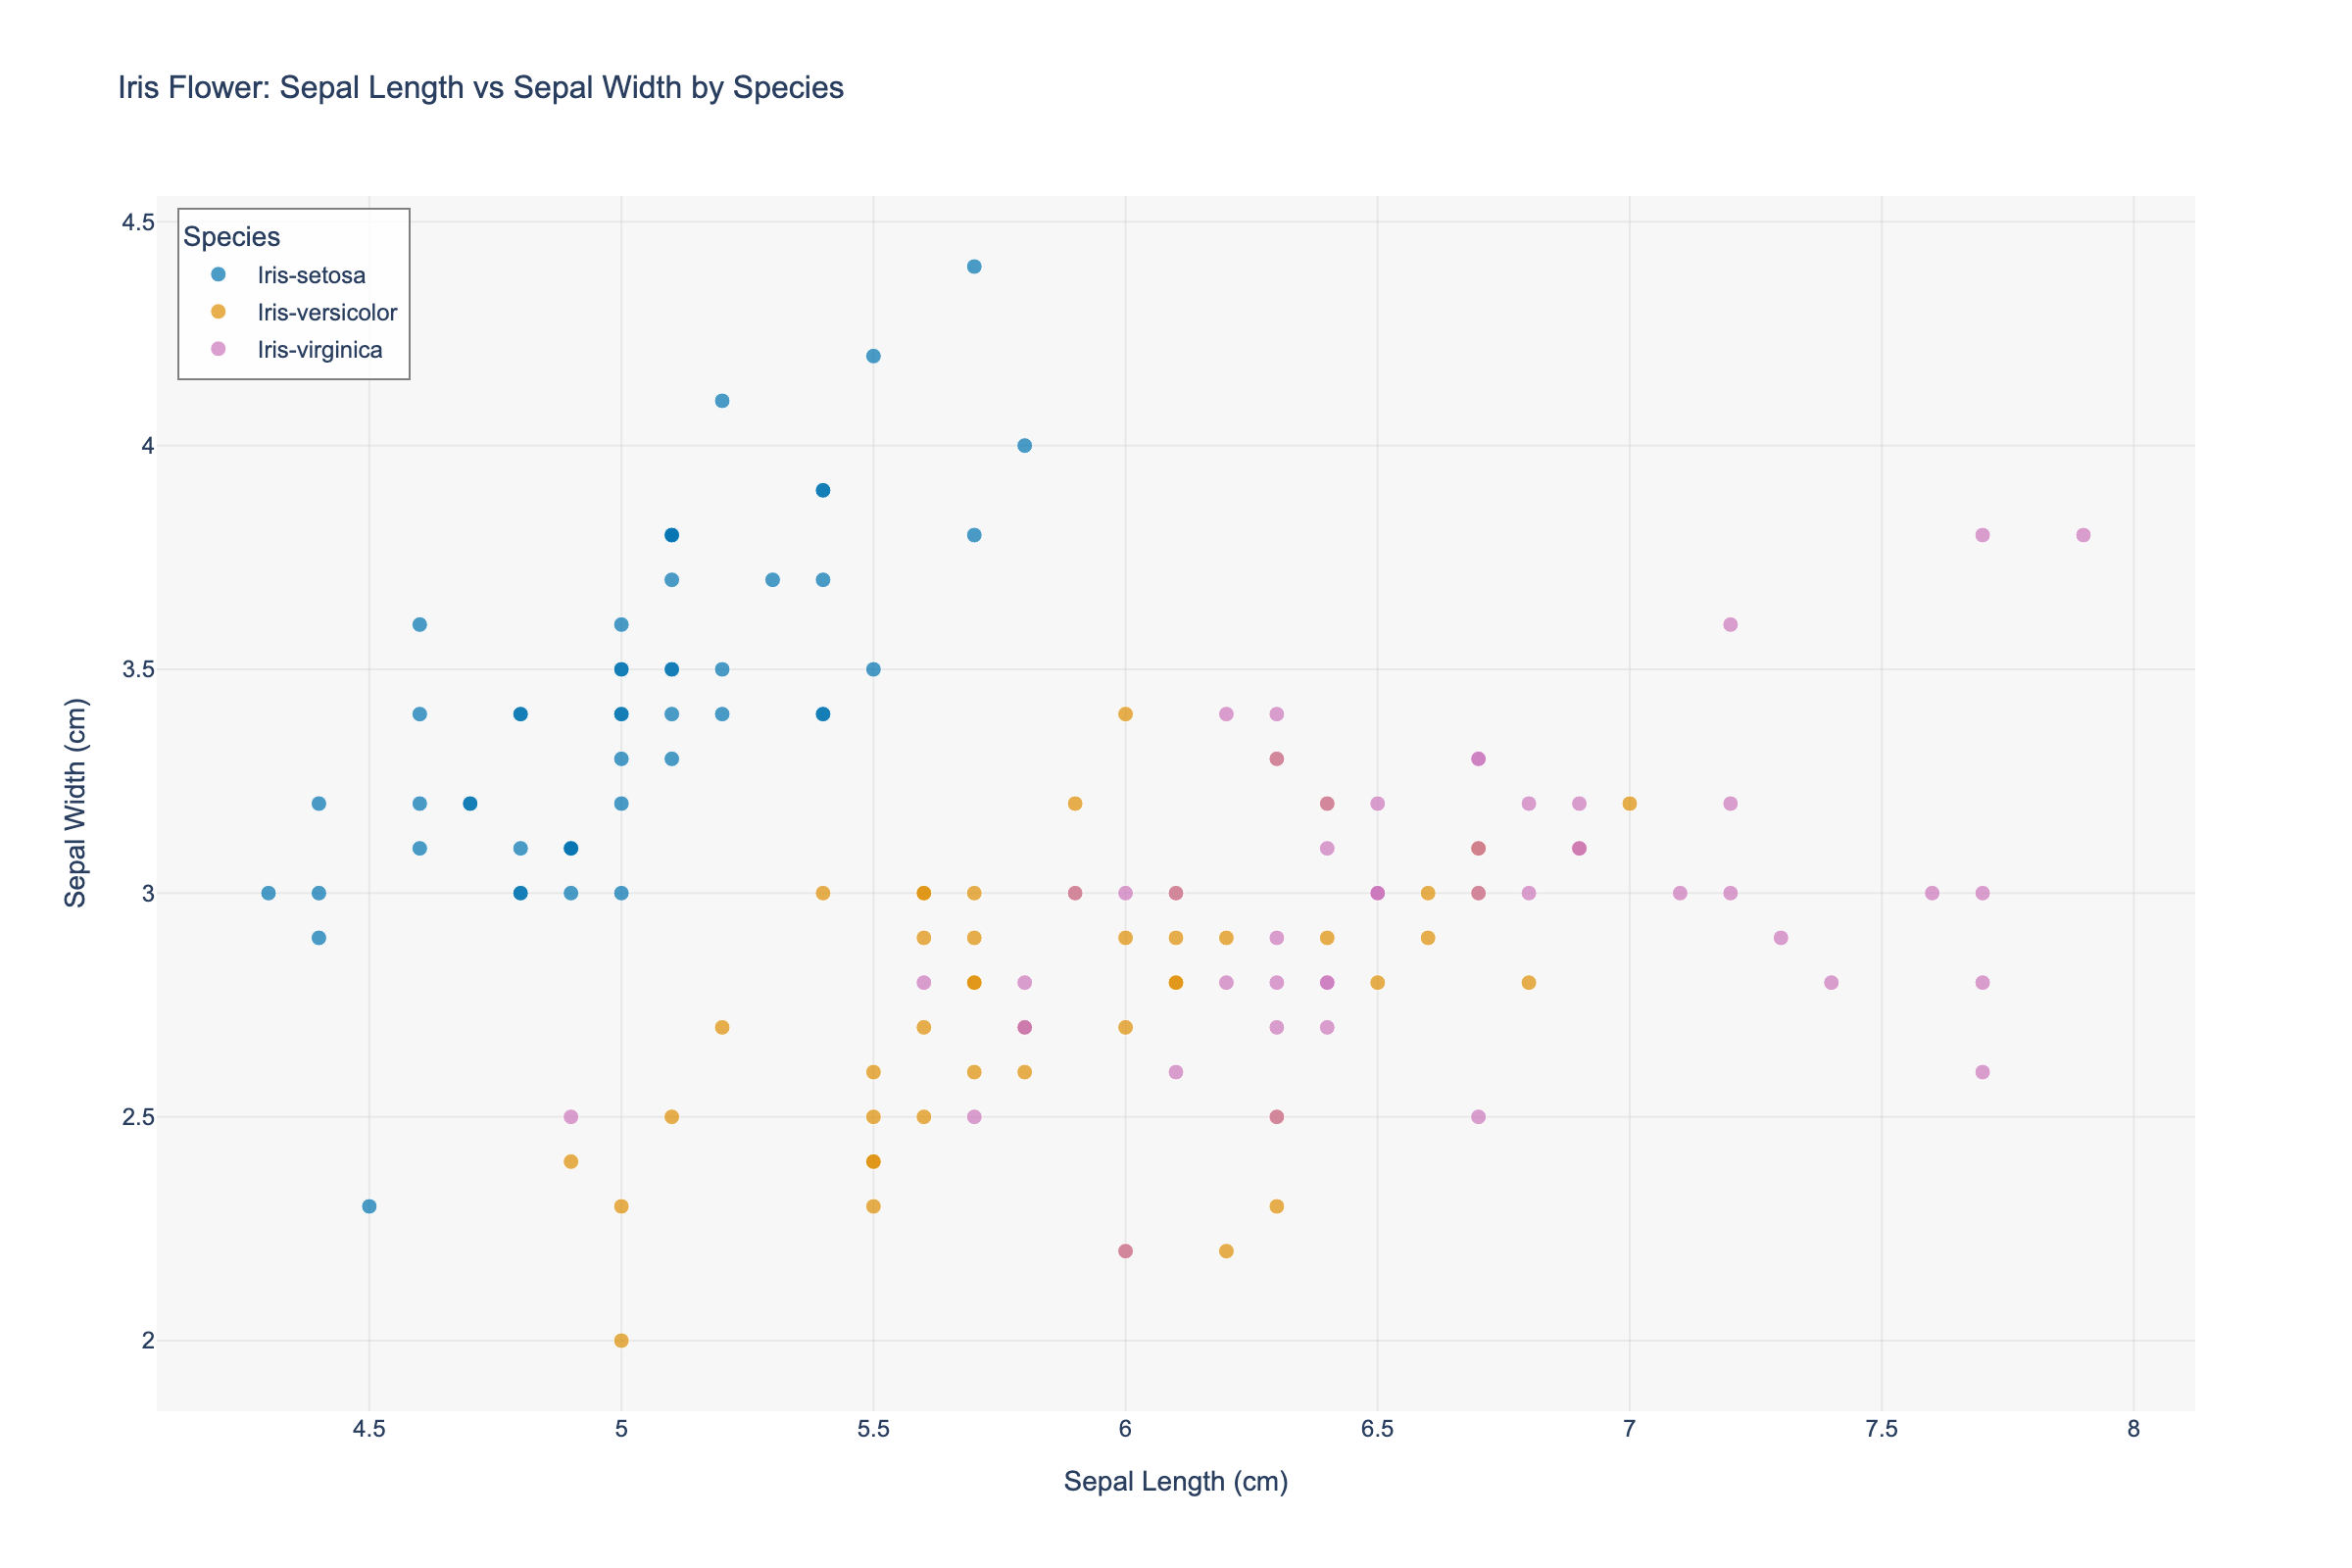 Iris Flower: Sepal Length vs Sepal Width by Species
Species
Iris-setosa
Iris-versicolor
Iris-virginica
4.5
4
3.5
3
2.5
2
Sepal Width (cm)
4.5
5
5.5
6
6.5
7
7.5
8
Sepal Length (cm)